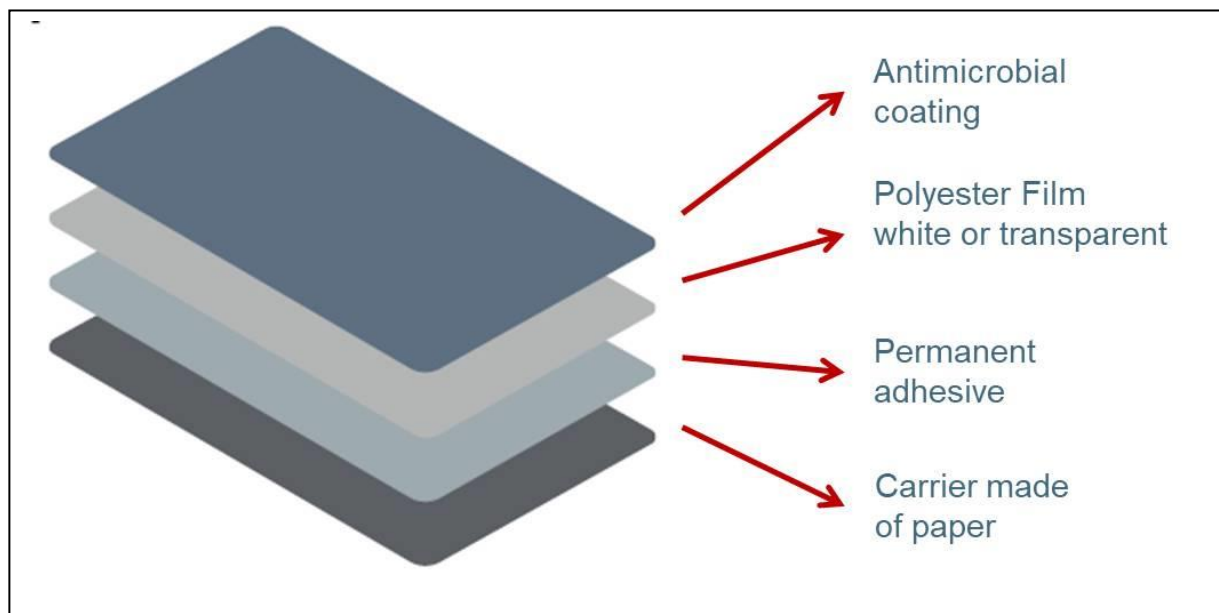 Antimicrobial
coating
Polyester Film
white or transparent
Permanent
adhesive
Carrier made
of paper